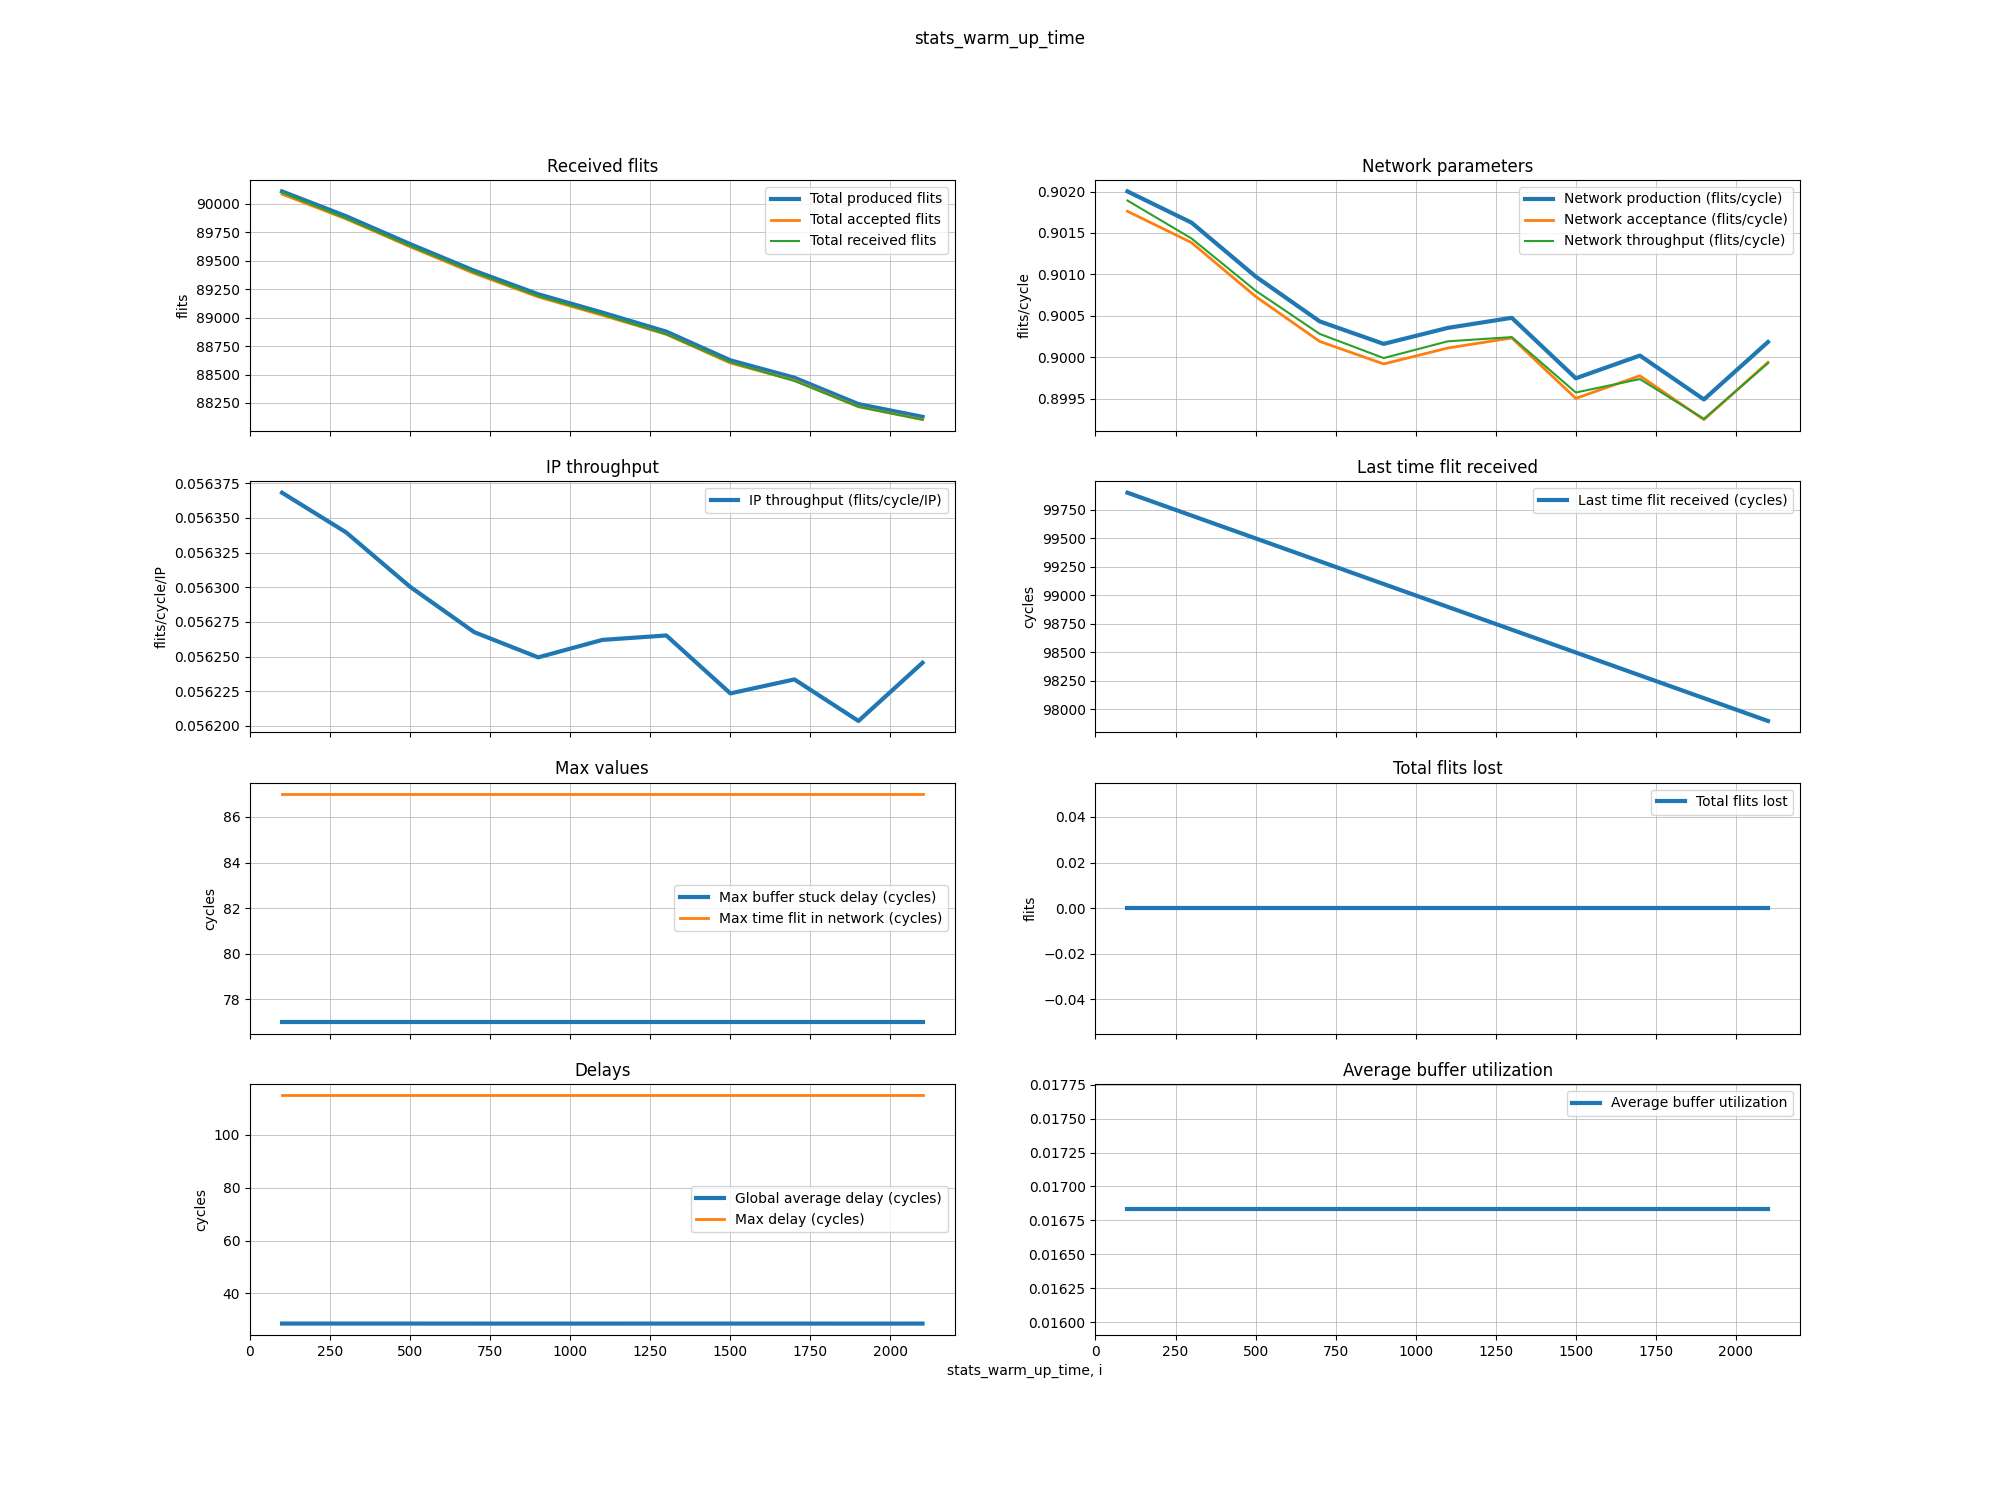 stats_warm_up_time
Received flits
90000
89750
89500
89250
89000
88750
88500
88250
flits
Total produced flits
Total accepted flits
Total received flits
Network parameters
0.9020
0.9015
0.9010
0.9005
0.9000
0.8995
flits/cycle
Network production (flits/cycle)
Network acceptance (flits/cycle)
Network throughput (flits/cycle)
IP throughput
0.056375
0.056350
0.056325
0.056300
0.056275
0.056250
0.056225
0.056200
flits/cycle/IP
IP throughput (flits/cycle/IP)
Last time flit received
99750
99500
99250
99000
98750
98500
98250
98000
cycles
Last time flit received (cycles)
Max values
86
84
82
80
78
cycles
Max buffer stuck delay (cycles)
Max time flit in network (cycles)
Total flits lost
0.04
0.02
0.00
−0.02
−0.04
flits
Total flits lost
Delays
100
80
60
40
cycles
Global average delay (cycles)
Max delay (cycles)
0 250 500 750 1000 1250 1500 1750 2000
Average buffer utilization
0.01775
0.01750
0.01725
0.01700
0.01675
0.01650
0.01625
0.01600
Average buffer utilization
0 250 500 750 1000 1250 1500 1750 2000
stats_warm_up_time, i